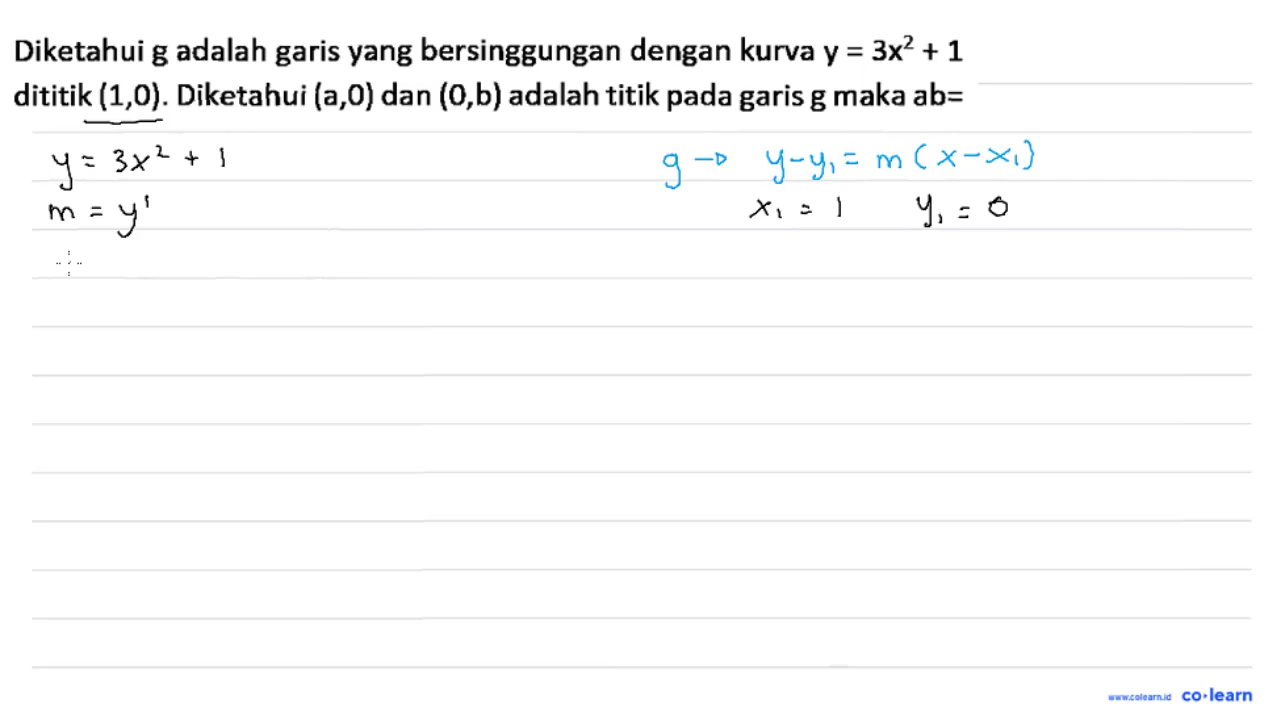 Diketahui g adalah garis yang bersinggungan dengan kurva y = 3x² + 1
dititik (1,0). Diketahui (a,0) dan (0,b) adalah titik pada garis g maka ab=
y = 3x² + 1
m = y'
g → y - y₁ = m (x - x₁)
x₁ = 1 y₁ = 0
www.colearn.id co·learn